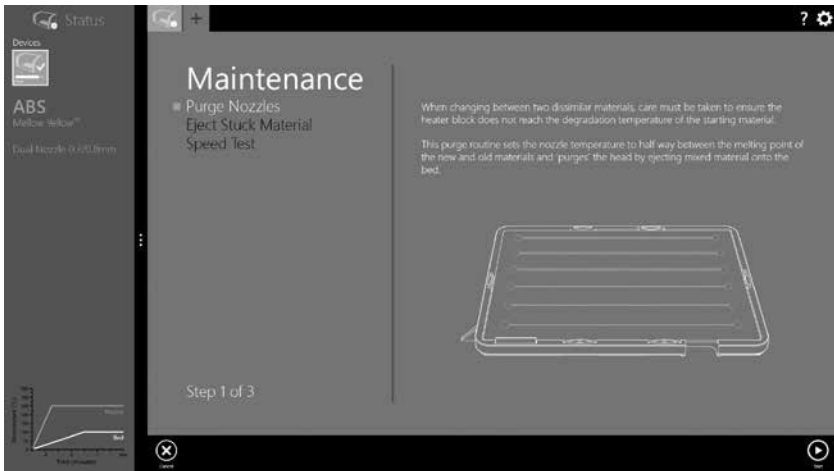 Status
+
?
Devices
ABS
Mellow Yellow™
Dual Nozzle 0.3/0.8mm
Maintenance
Purge Nozzles
Eject Stuck Material
Speed Test
When changing between two dissimilar materials, care must be taken to ensure the
heater block does not reach the degradation temperature of the starting material.
This purge routine sets the nozzle temperature to half way between the melting point of
the new and old materials and 'purges' the head by ejecting mixed material onto the
bed.
Step 1 of 3
Nozzle
Bed
Cancel